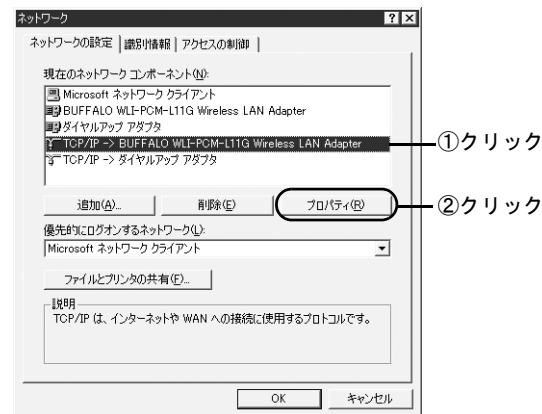 ネットワーク
ネットワークの設定 識別情報 アクセスの制御
現在のネットワーク コンポーネント(N):
Microsoft ネットワーク クライアント
BUFFALO WLI-PCM-L11G Wireless LAN Adapter
ダイヤルアップ アダプタ
TCP/IP -> BUFFALO WLI-PCM-L11G Wireless LAN Adapter
①クリック
TCP/IP -> ダイヤルアップ アダプタ
追加(A)... 削除(E) プロパティ(R)
②クリック
優先的にログオンするネットワーク(L):
Microsoft ネットワーク クライアント
ファイルとプリンタの共有(F)...
説明
TCP/IP は、インターネットや WAN への接続に使用するプロトコルです。
OK キャンセル